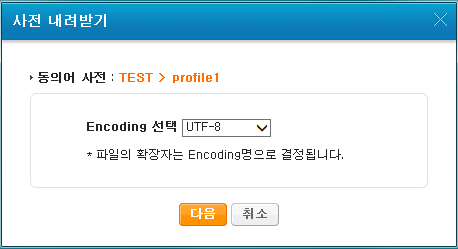 사전 내려받기
동의어 사전 : TEST > profile1
Encoding 선택 UTF-8
* 파일의 확장자는 Encoding명으로 결정됩니다.
다음 취소